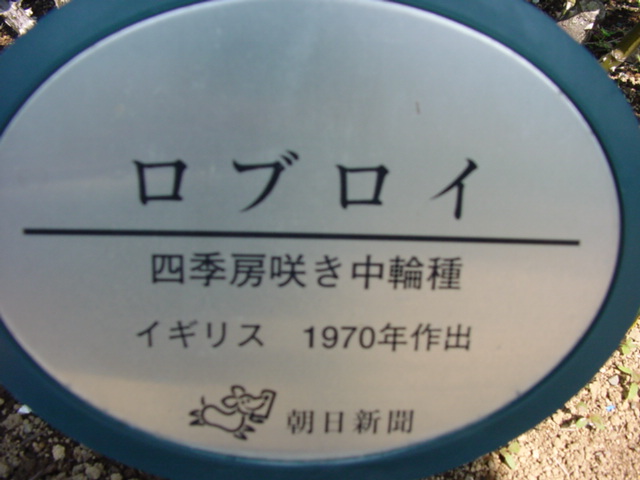 ロブロイ
四季房咲き中輪種
イギリス 1970年作出
朝日新聞